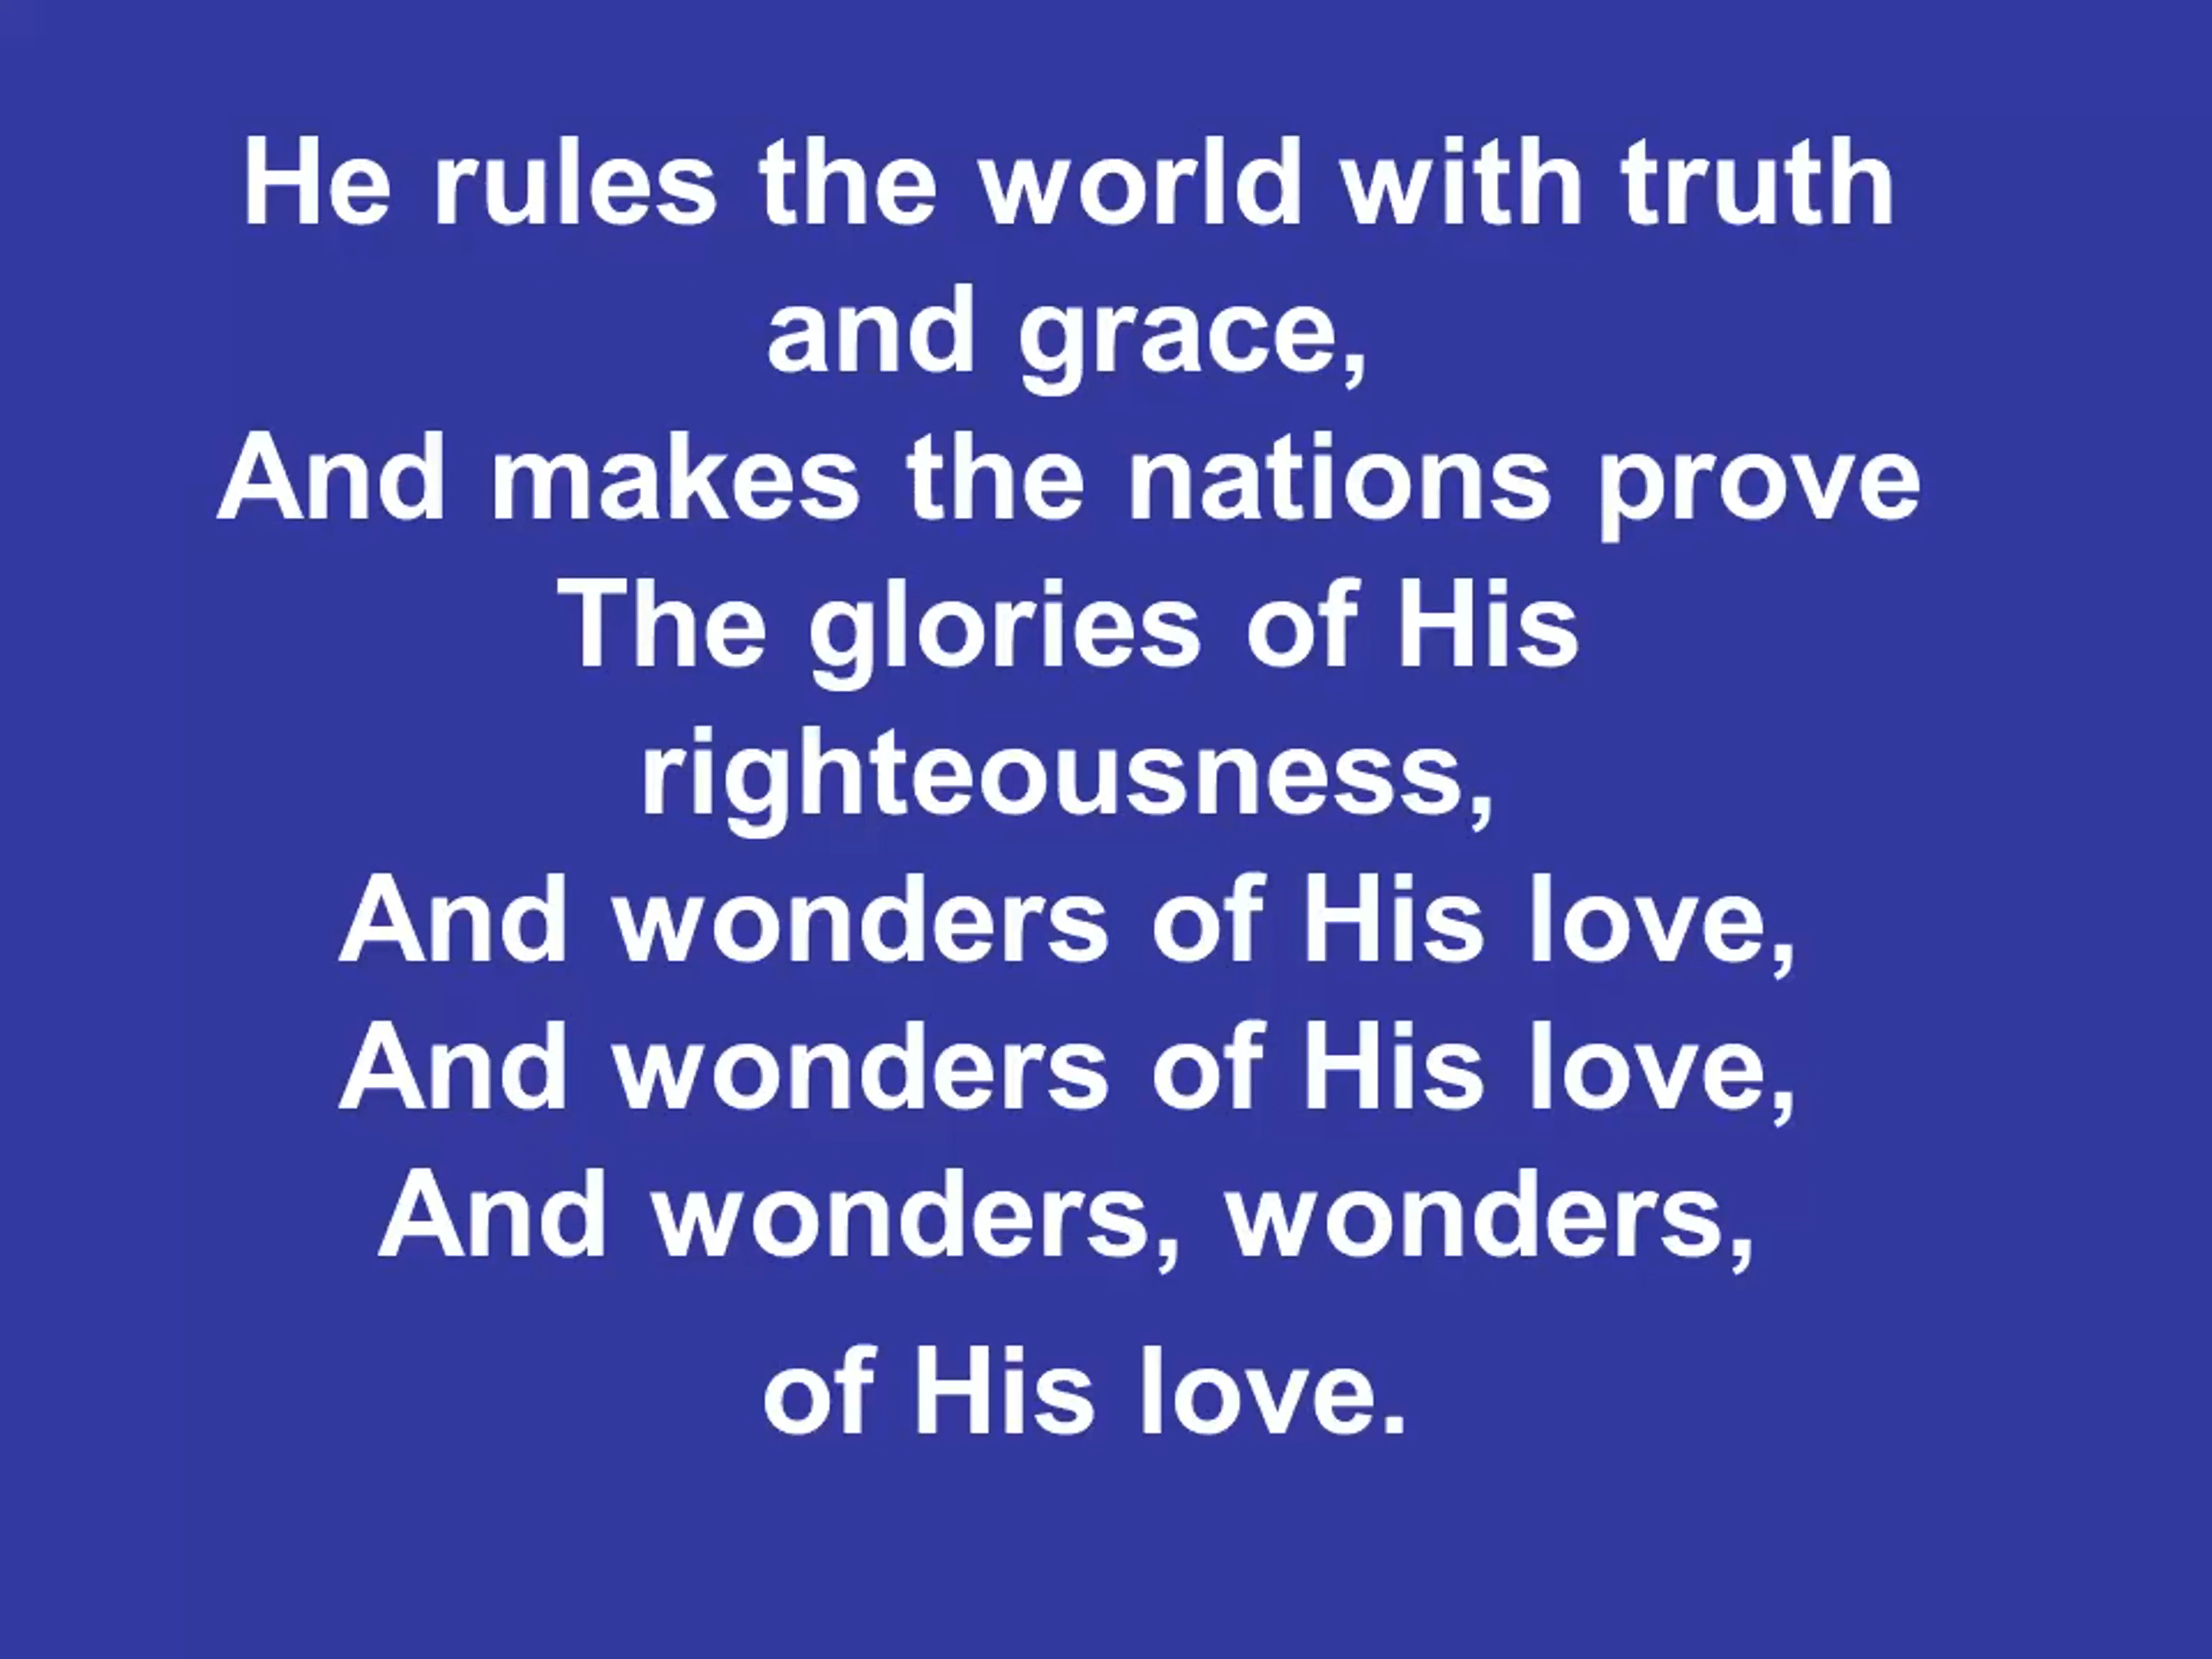 He rules the world with truth
and grace,
And makes the nations prove
The glories of His
righteousness,
And wonders of His love,
And wonders of His love,
And wonders, wonders,
of His love.